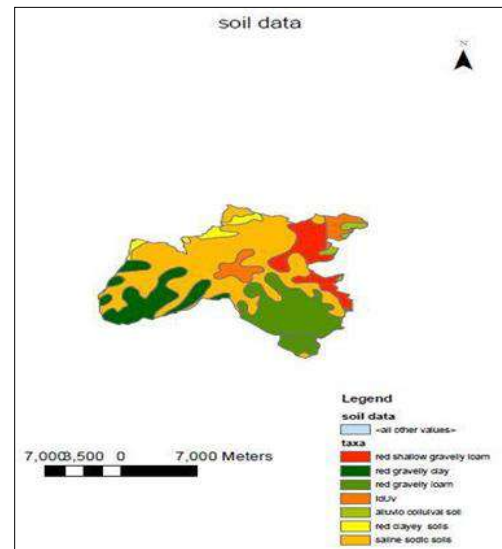 soil data
N
Legend
soil data
<all other values>
taxa
red shallow gravelly loam
red gravelly clay
red gravelly loam
alluvio colluival soil
red clayey soils
saline sodic soils
7,000 3,500 0 7,000 Meters